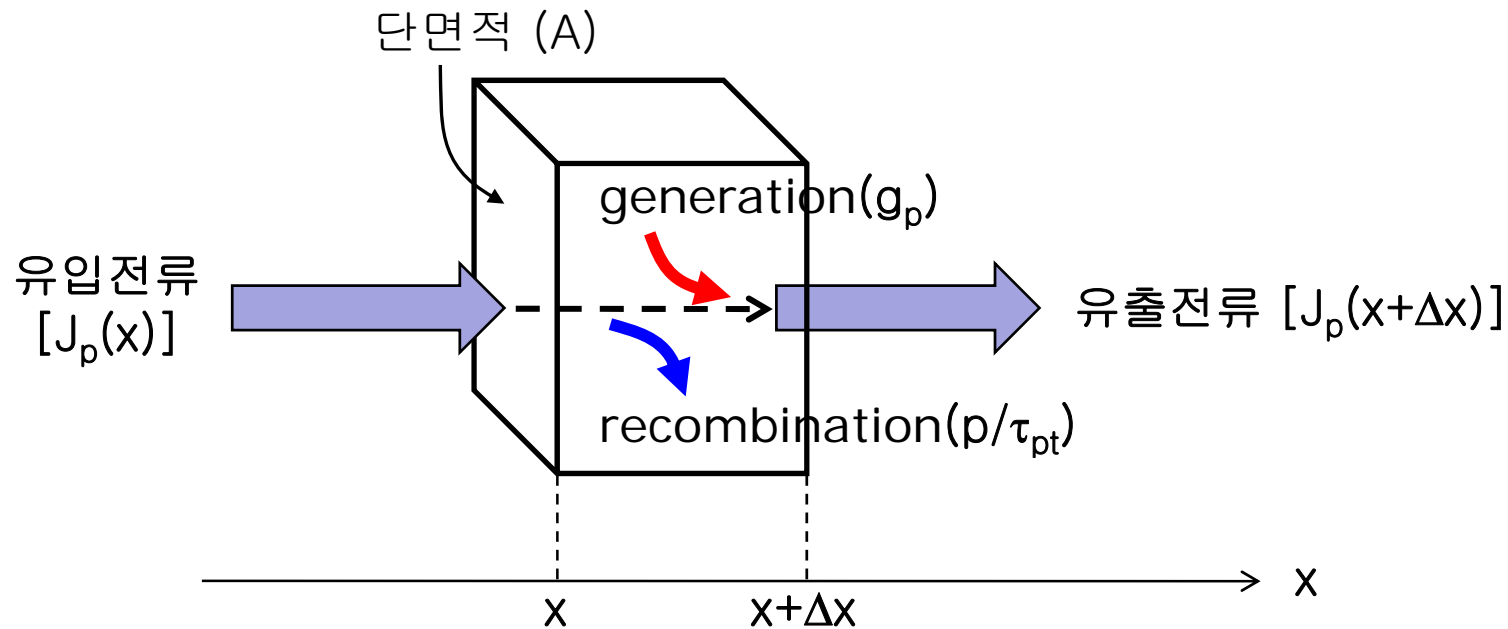 단면적 (A)
generation(gp)
유입전류
[Jp(x)]
유출전류 [Jp(x+Δx)]
recombination(p/τpt)
x
x
x+Δx